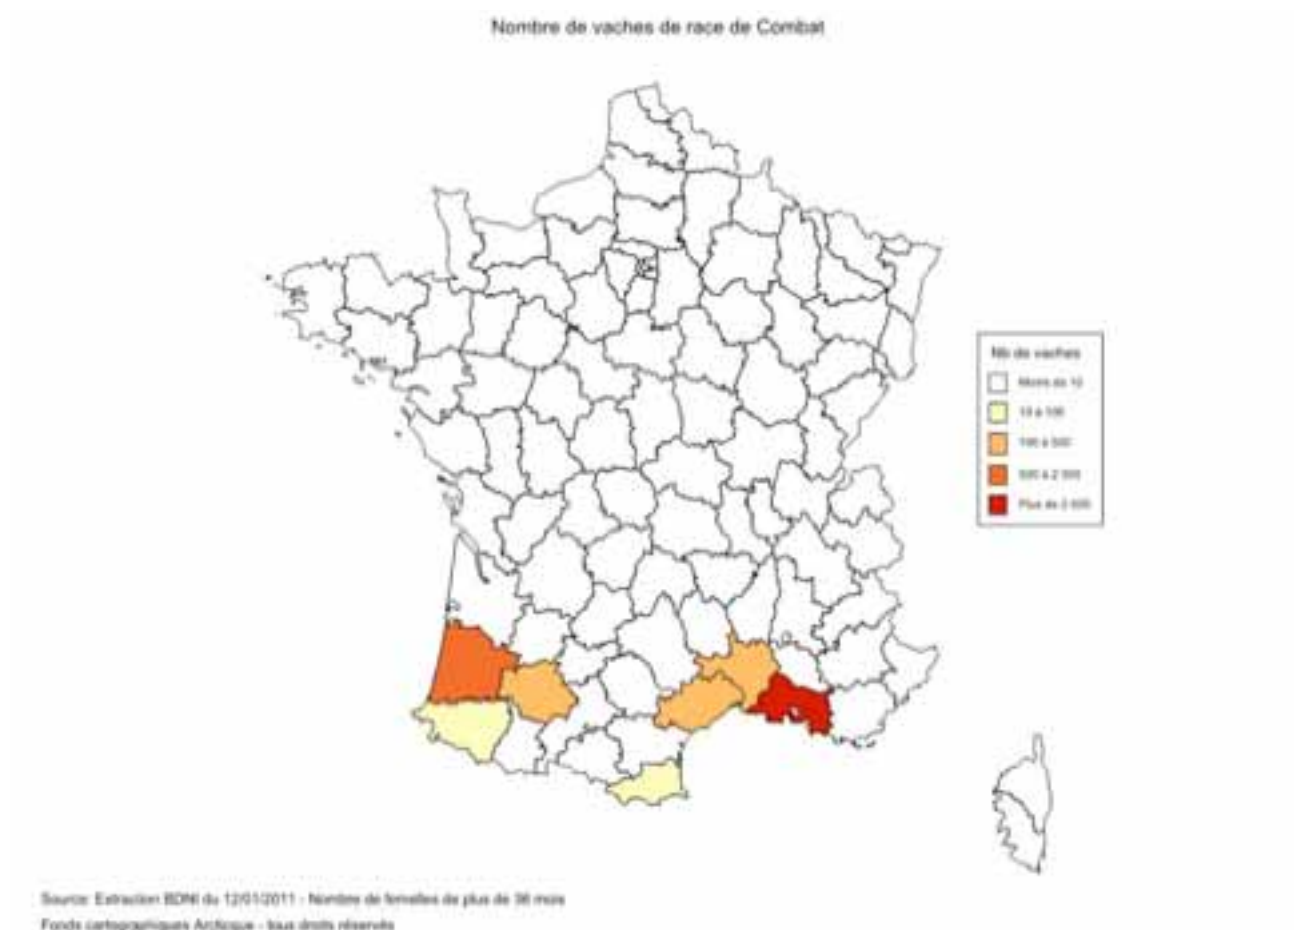 Nombre de vaches de race de Combat
Nb de vaches
Moins de 10
10 à 100
100 à 500
500 à 2 000
Plus de 2 000
Source: Extraction BDNI du 12/01/2011 - Nombre de femelles de plus de 36 mois
Fonds cartographiques Articque - tous droits réservés